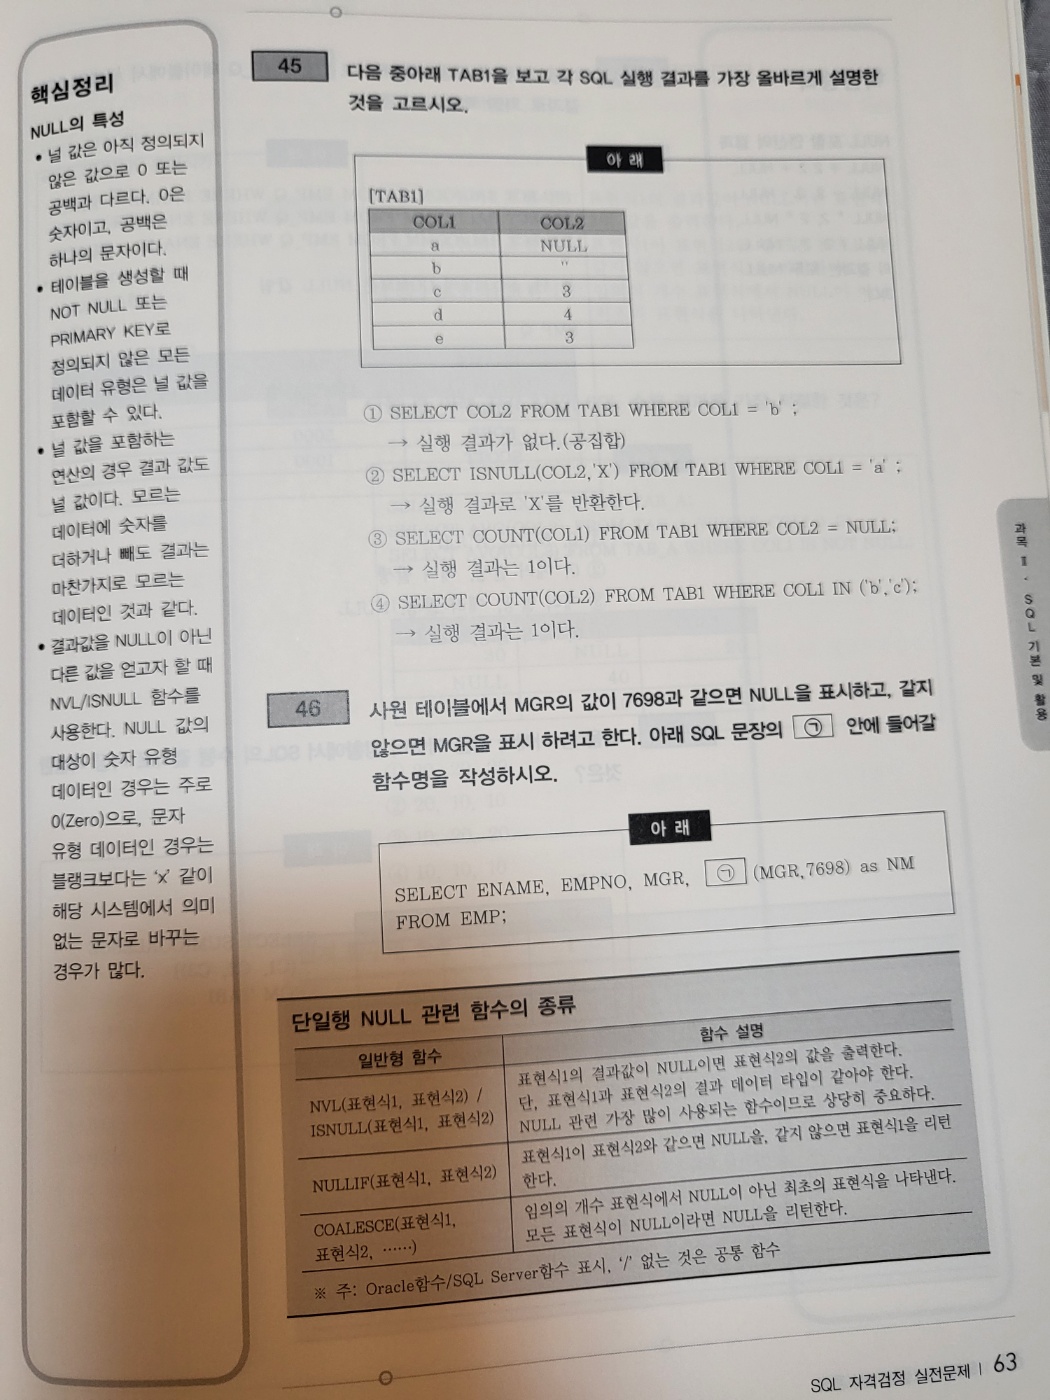 핵심정리
NULL의 특성
• 널 값은 아직 정의되지
않은 값으로 0 또는
공백과 다르다. 0은
숫자이고, 공백은
하나의 문자이다.
• 테이블을 생성할 때
NOT NULL 또는
PRIMARY KEY로
정의되지 않은 모든
데이터 유형은 널 값을
포함할 수 있다.
• 널 값을 포함하는
연산의 경우 결과 값도
널 값이다. 모르는
데이터에 숫자를
더하거나 빼도 결과는
마찬가지로 모르는
데이터인 것과 같다.
• 결과값을 NULL이 아닌
다른 값을 얻고자 할 때
NVL/ISNULL 함수를
사용한다. NULL 값의
대상이 숫자 유형
데이터인 경우는 주로
0(Zero)으로, 문자
유형 데이터인 경우는
블랭크보다는 ‘x’ 같이
해당 시스템에서 의미
없는 문자로 바꾸는
경우가 많다.
45
다음 중아래 TAB1을 보고 각 SQL 실행 결과를 가장 올바르게 설명한
것을 고르시오.
아 래
[TAB1]
COL1 COL2
a NULL
b ''
c 3
d 4
e 3
① SELECT COL2 FROM TAB1 WHERE COL1 = 'b' ;
→ 실행 결과가 없다.(공집합)
② SELECT ISNULL(COL2,'X') FROM TAB1 WHERE COL1 = 'a' ;
→ 실행 결과로 'X'를 반환한다.
③ SELECT COUNT(COL1) FROM TAB1 WHERE COL2 = NULL;
→ 실행 결과는 1이다.
④ SELECT COUNT(COL2) FROM TAB1 WHERE COL1 IN ('b','c');
→ 실행 결과는 1이다.
46
사원 테이블에서 MGR의 값이 7698과 같으면 NULL을 표시하고, 같지
않으면 MGR을 표시 하려고 한다. 아래 SQL 문장의 ㉠ 안에 들어갈
함수명을 작성하시오.
아 래
SELECT ENAME, EMPNO, MGR, ㉠ (MGR,7698) as NM
FROM EMP;
단일행 NULL 관련 함수의 종류
일반형 함수 함수 설명
NVL(표현식1, 표현식2) /
ISNULL(표현식1, 표현식2)
표현식1의 결과값이 NULL이면 표현식2의 값을 출력한다.
단, 표현식1과 표현식2의 결과 데이터 타입이 같아야 한다.
NULL 관련 가장 많이 사용되는 함수이므로 상당히 중요하다.
NULLIF(표현식1, 표현식2)
표현식1이 표현식2와 같으면 NULL을, 같지 않으면 표현식1을 리턴
한다.
COALESCE(표현식1,
표현식2, ……)
임의의 개수 표현식에서 NULL이 아닌 최초의 표현식을 나타낸다.
모든 표현식이 NULL이라면 NULL을 리턴한다.
※ 주: Oracle함수/SQL Server함수 표시, ‘/’ 없는 것은 공통 함수
과목 Ⅱ · SQL 기본 및 활용
SQL 자격검정 실전문제 | 63